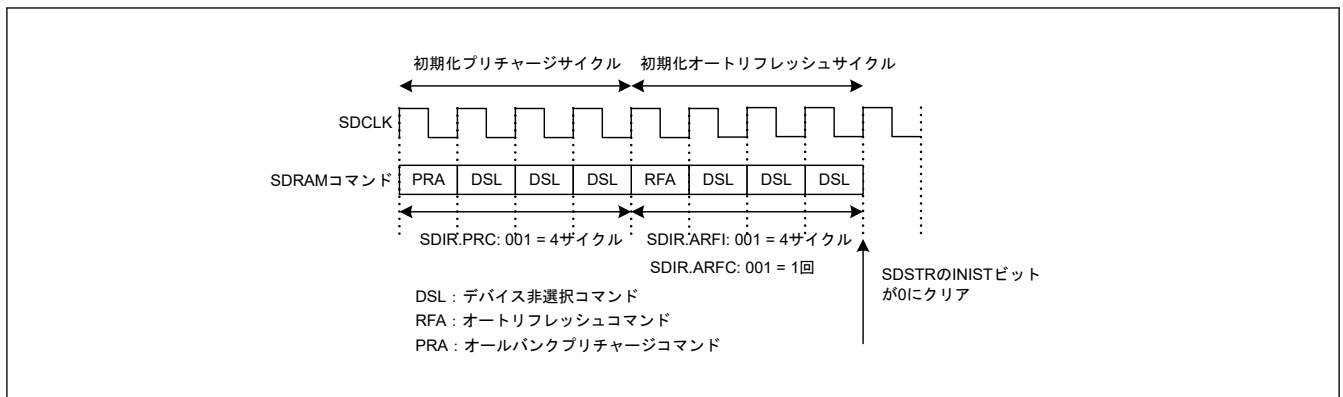 初期化プリチャージサイクル 初期化オートリフレッシュサイクル
SDCLK
SDRAMコマンド PRA DSL DSL DSL RFA DSL DSL DSL
SDIR.PRC: 001 = 4サイクル SDIR.ARFI: 001 = 4サイクル
SDIR.ARFC: 001 = 1回
SDSTRのINISTビット
が0にクリア
DSL：デバイス非選択コマンド
RFA：オートリフレッシュコマンド
PRA：オールバンクプリチャージコマンド